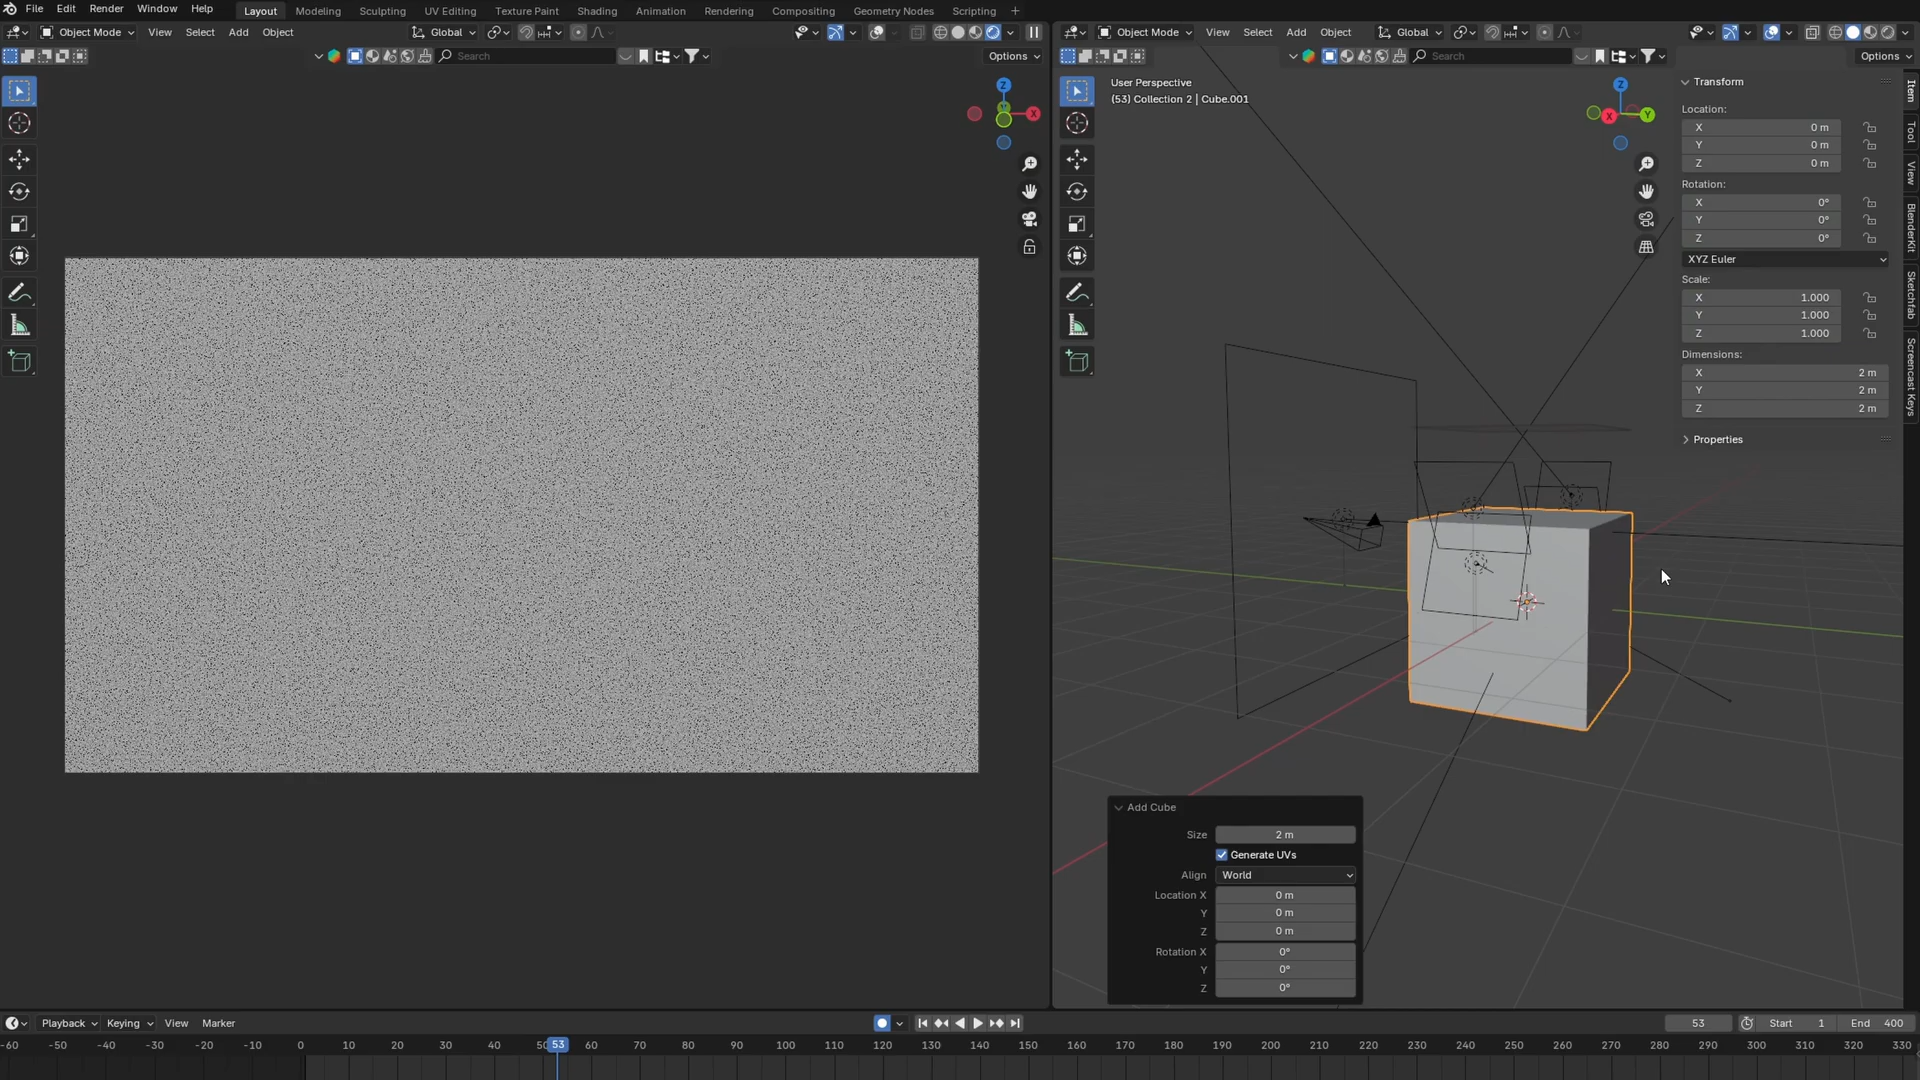 File Edit Render Window Help Layout Modeling Sculpting UV Editing Texture Paint Shading Animation Rendering Compositing Geometry Nodes Scripting
Object Mode View Select Add Object Global
Search Options
Object Mode View Select Add Object Global
Search Options
User Perspective
(53) Collection 2 | Cube.001
Z
X
Y
Z
X
Y
Transform
Location:
X 0 m
Y 0 m
Z 0 m
Rotation:
X 0°
Y 0°
Z 0°
XYZ Euler
Scale:
X 1.000
Y 1.000
Z 1.000
Dimensions:
X 2 m
Y 2 m
Z 2 m
Properties
Item
Tool
View
BlenderKit
Sketchfab
Screencast Keys
Add Cube
Size 2 m
Generate UVs
Align World
Location X 0 m
Y 0 m
Z 0 m
Rotation X 0°
Y 0°
Z 0°
Playback Keying View Marker 53 Start 1 End 400
-60 -50 -40 -30 -20 -10 0 10 20 30 40 50 53 60 70 80 90 100 110 120 130 140 150 160 170 180 190 200 210 220 230 240 250 260 270 280 290 300 310 320 330